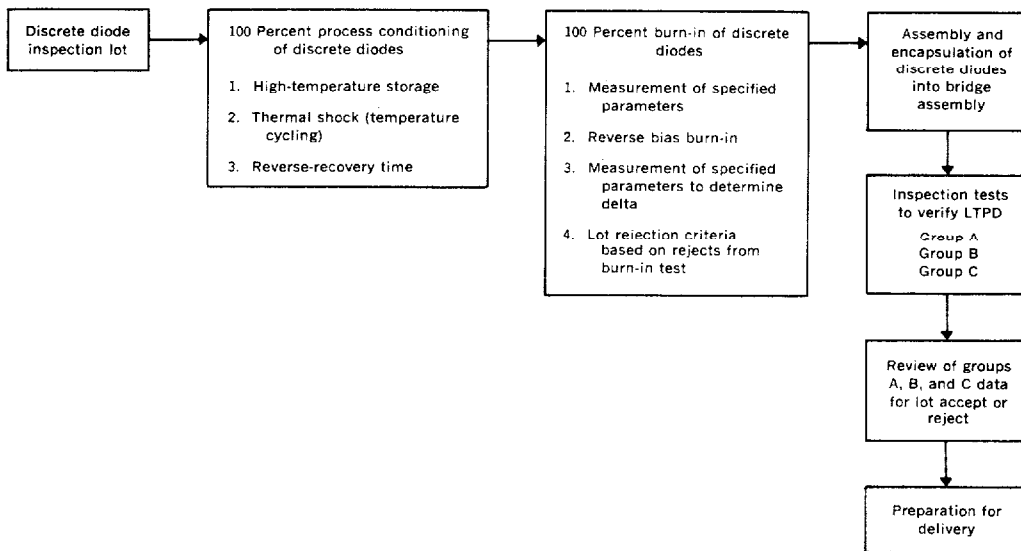 Discrete diode
inspection lot
100 Percent process conditioning
of discrete diodes
1. High-temperature storage
2. Thermal shock (temperature
cycling)
3. Reverse-recovery time
100 Percent burn-in of discrete
diodes
1. Measurement of specified
parameters
2. Reverse bias burn-in
3. Measurement of specified
parameters to determine
delta
4. Lot rejection criteria
based on rejects from
burn-in test
Assembly and
encapsulation of
discrete diodes
into bridge
assembly
Inspection tests
to verify LTPD
Group A
Group B
Group C
Review of groups
A, B, and C data
for lot accept or
reject
Preparation for
delivery